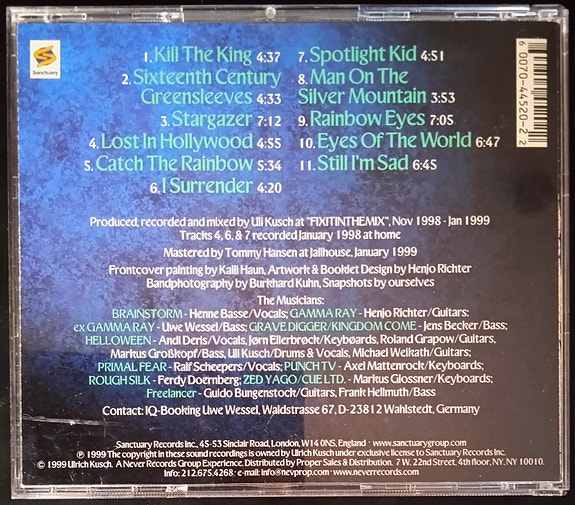 Sanctuary
1. Kill The King 4:37
2. Sixteenth Century
Greensleeves 4:33
3. Stargazer 7:12
4. Lost In Hollywood 4:55
5. Catch The Rainbow 5:34
6. I Surrender 4:20
7. Spotlight Kid 4:51
8. Man On The
Silver Mountain 3:53
9. Rainbow Eyes 7:05
10. Eyes Of The World 6:47
11. Still I'm Sad 6:45
6 0070-44520-2 2
Produced, recorded and mixed by Uli Kusch at "FIXITINTHEMIX", Nov 1998 - Jan 1999
Tracks 4, 6, & 7 recorded January 1998 at home
Mastered by Tommy Hansen at Jailhouse, January 1999
Frontcover painting by Kalli Haun, Artwork & Booklet Design by Henjo Richter
Bandphotography by Burkhard Kuhn, Snapshots by ourselves
The Musicians:
BRAINSTORM - Henne Basse/Vocals; GAMMA RAY - Henjo Richter/Guitars;
ex GAMMA RAY - Uwe Wessel/Bass; GRAVE DIGGER/KINGDOM COME - Jens Becker/Bass;
HELLOWEEN - Andi Deris/Vocals, Jørn Ellerbrøck/Keyboards, Roland Grapow/Guitars,
Markus Großkopf/Bass, Uli Kusch/Drums & Vocals, Michael Weikath/Guitars;
PRIMAL FEAR - Ralf Scheepers/Vocals; PUNCH TV - Axel Mattenrock/Keyboards;
ROUGH SILK - Ferdy Doernberg; ZED YAGO/CUE LTD. - Markus Glossner/Keyboards;
Freelancer - Guido Bungenstock/Guitars, Frank Hellmuth/Bass
Contact: IQ-Booking Uwe Wessel, Waldstrasse 67, D-23812 Wahlstedt, Germany
Sanctuary Records Inc., 45-53 Sinclair Road, London, W14 0NS, England · www.sanctuarygroup.com
℗ 1999 The copyright in these sound recordings is owned by Ulrich Kusch under exclusive license to Sanctuary Records Inc.
© 1999 Ulrich Kusch. A Never Records Group Experience. Distributed by Proper Sales & Distribution. 7 W. 22nd Street, 4th floor, NY, NY 10010.
Info: 212.675.4268 · e-mail: info@nevprop.com · www.neverrecords.com